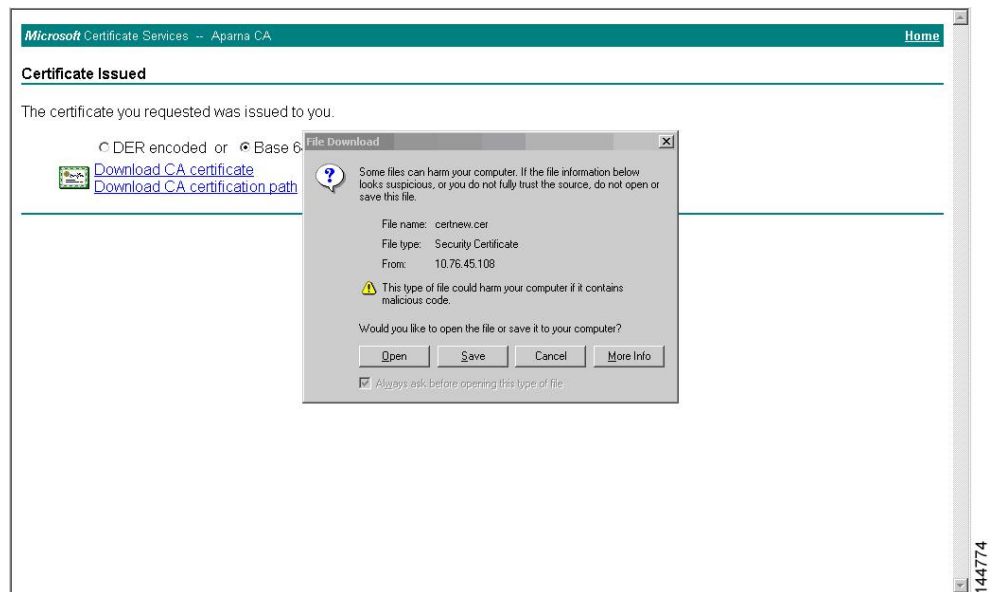 Microsoft Certificate Services -- Aparna CA Home
Certificate Issued
The certificate you requested was issued to you.
DER encoded or Base 6
Download CA certificate
Download CA certification path
File Download
Some files can harm your computer. If the file information below
looks suspicious, or you do not fully trust the source, do not open or
save this file.
File name: certnew.cer
File type: Security Certificate
From: 10.76.45.108
This type of file could harm your computer if it contains
malicious code.
Would you like to open the file or save it to your computer?
Open Save Cancel More Info
Always ask before opening this type of file
144774